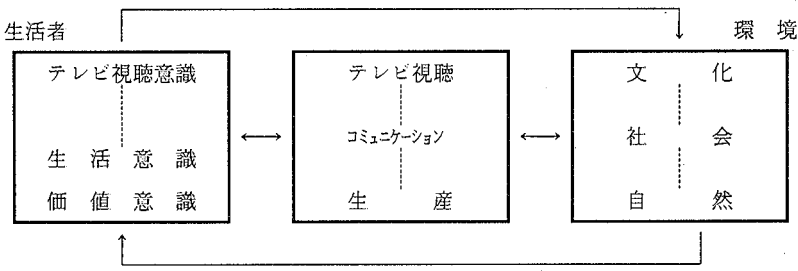 生活者
環境
テレビ視聴意識
生活意識
価値意識
テレビ視聴
コミュニケーション
生産
文化
社会
自然